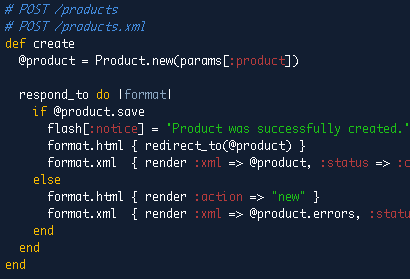 # POST /products
# POST /products.xml
def create
  @product = Product.new(params[:product])

  respond_to do |format|
    if @product.save
      flash[:notice] = 'Product was successfully created.'
      format.html { redirect_to(@product) }
      format.xml  { render :xml => @product, :status => :c
    else
      format.html { render :action => "new" }
      format.xml  { render :xml => @product.errors, :statu
    end
  end
end